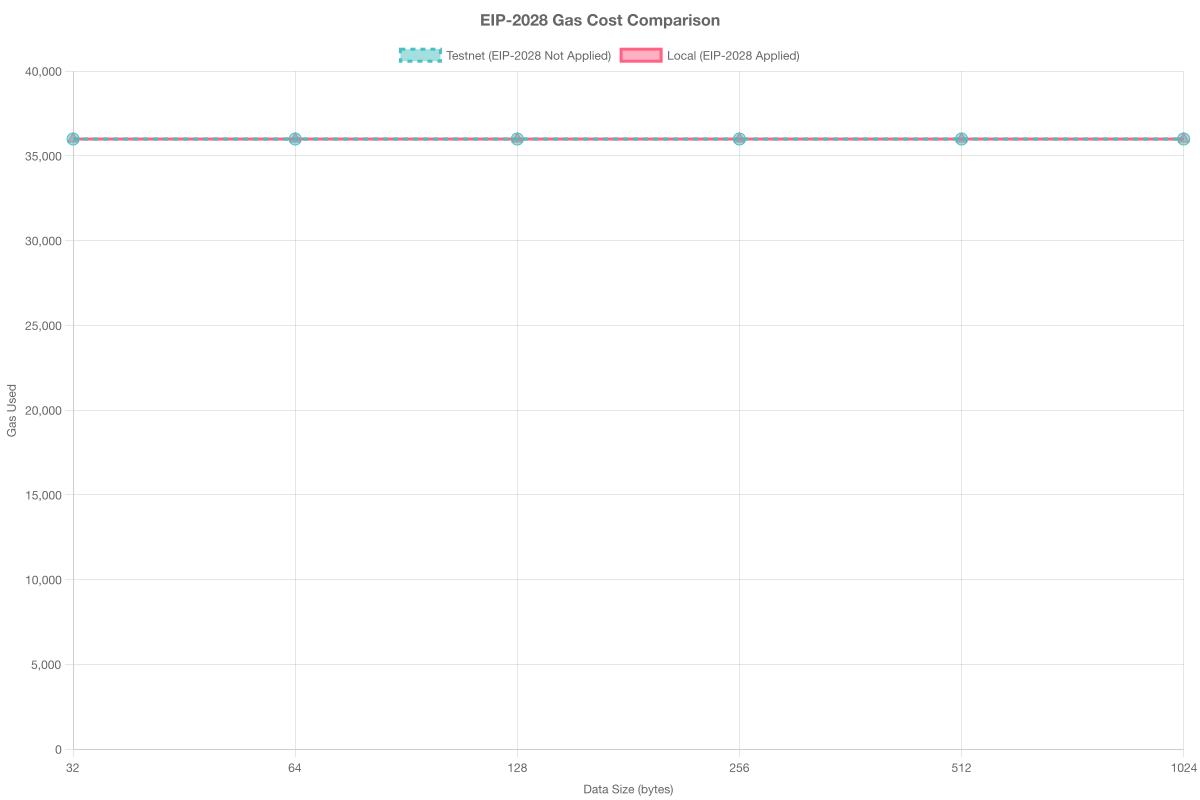 EIP-2028 Gas Cost Comparison
Testnet (EIP-2028 Not Applied) Local (EIP-2028 Applied)
40,000
35,000
30,000
25,000
20,000
15,000
10,000
5,000
0
Gas Used
32 64 128 256 512 1024
Data Size (bytes)